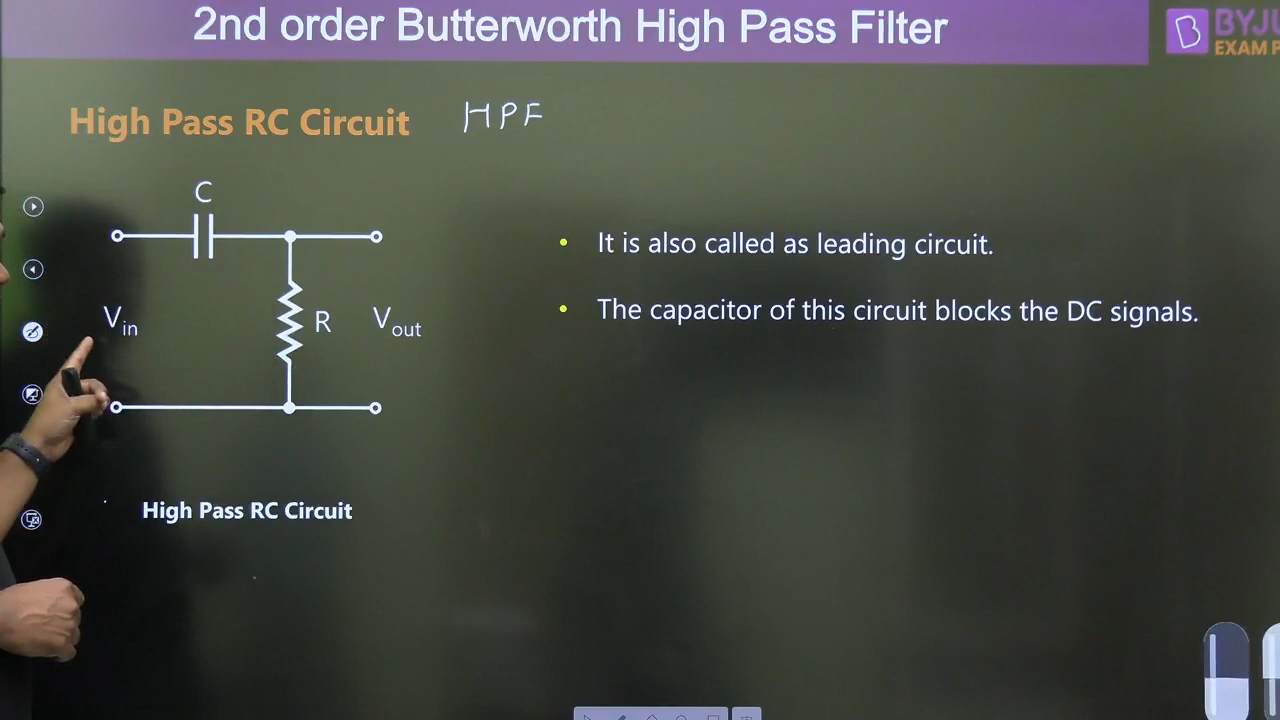 2nd order Butterworth High Pass Filter
BYJU
EXAM P
High Pass RC Circuit HPF
C
• It is also called as leading circuit.
• The capacitor of this circuit blocks the DC signals.
Vin
R
Vout
High Pass RC Circuit